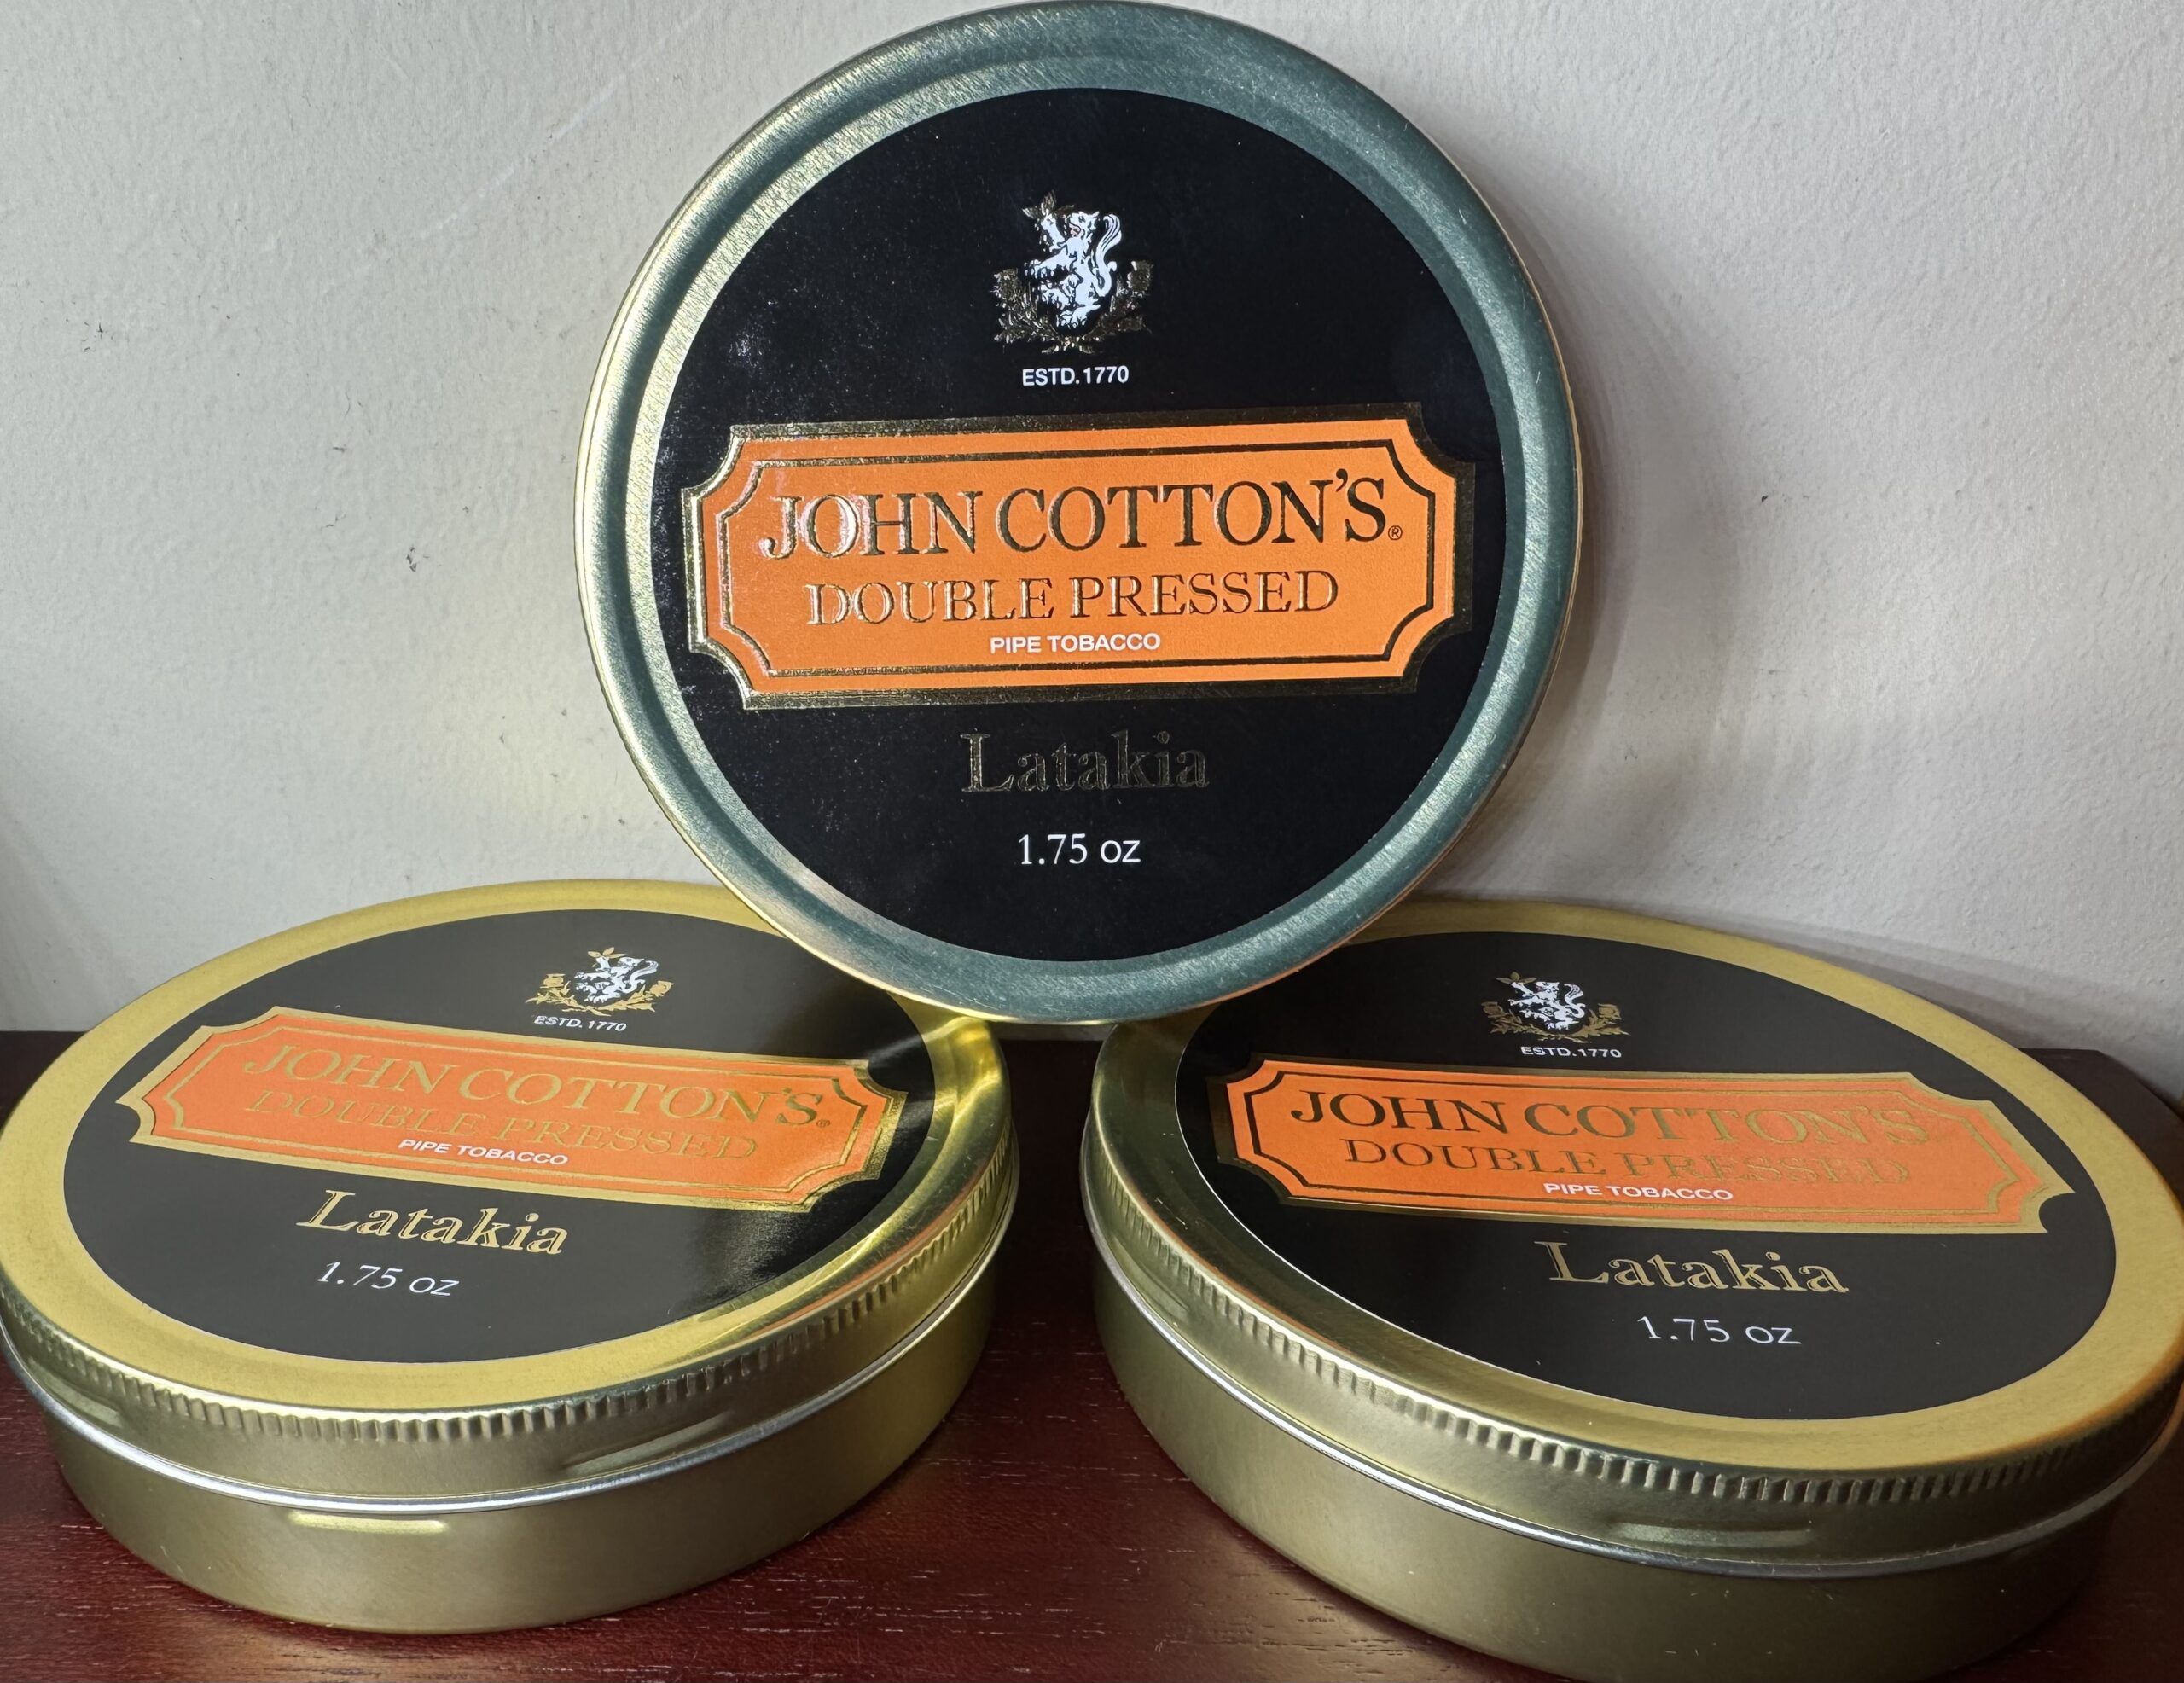 ESTD.1770
JOHN COTTON'S®
DOUBLE PRESSED
PIPE TOBACCO
Latakia
1.75 oz
ESTD.1770
JOHN COTTON'S®
DOUBLE PRESSED
PIPE TOBACCO
Latakia
1.75 oz
ESTD.1770
JOHN COTTON'S
DOUBLE PRESSED
PIPE TOBACCO
Latakia
1.75 oz